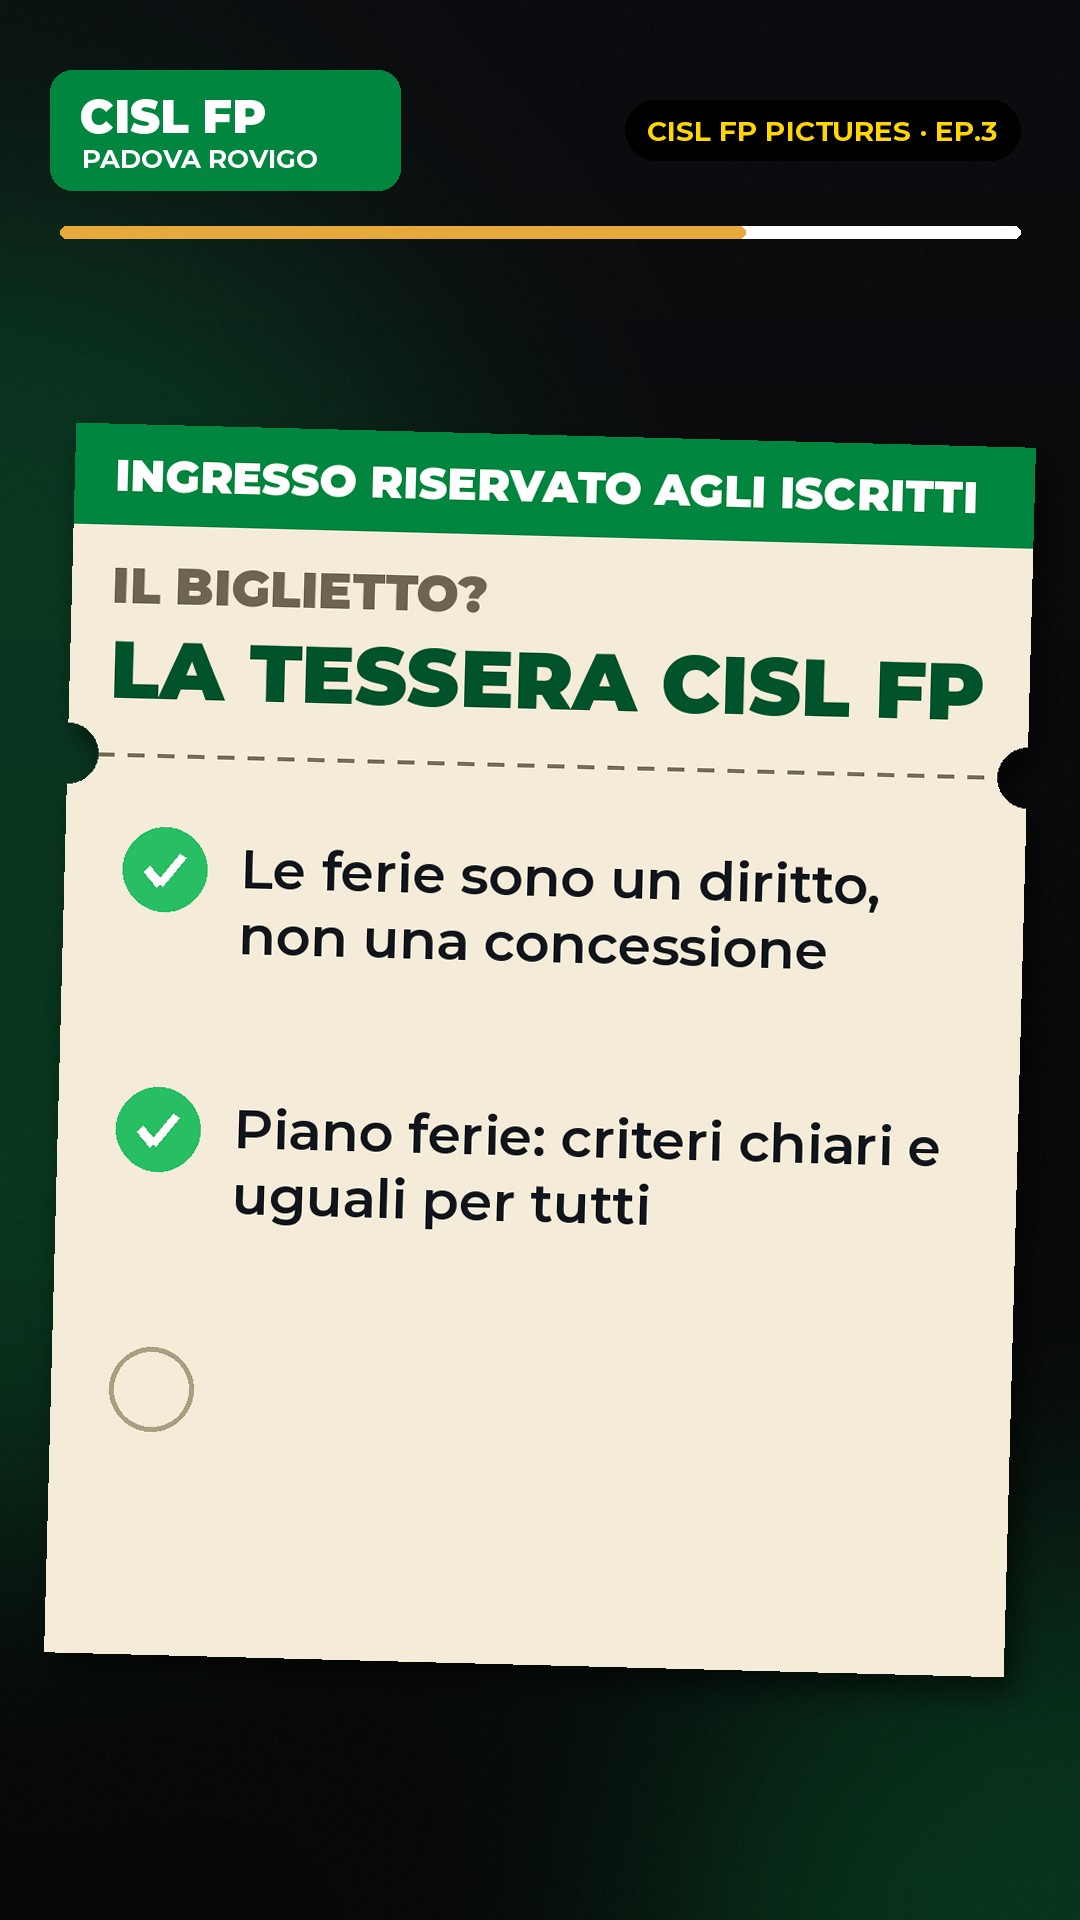 CISL FP
PADOVA ROVIGO
CISL FP PICTURES · EP.3
INGRESSO RISERVATO AGLI ISCRITTI
IL BIGLIETTO?
LA TESSERA CISL FP
Le ferie sono un diritto,
non una concessione
Piano ferie: criteri chiari e
uguali per tutti